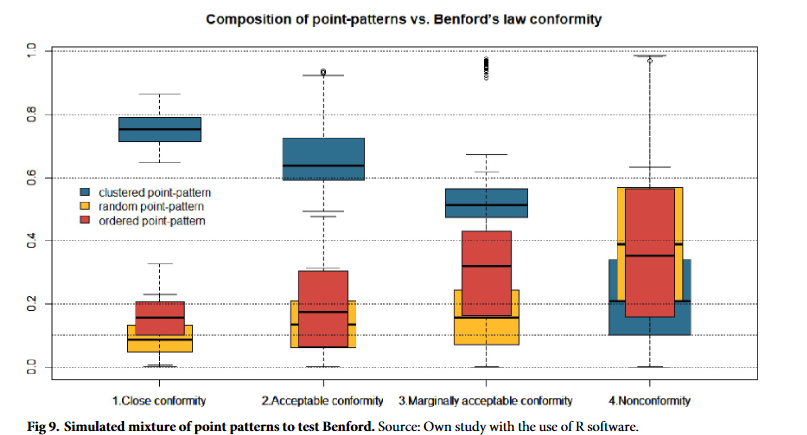 Composition of point-patterns vs. Benford's law conformity
1.0
0.8
0.6
0.4
0.2
0.0
clustered point-pattern
random point-pattern
ordered point-pattern
1.Close conformity
2.Acceptable conformity
3.Marginally acceptable conformity
4.Nonconformity
Fig 9. Simulated mixture of point patterns to test Benford. Source: Own study with the use of R software.